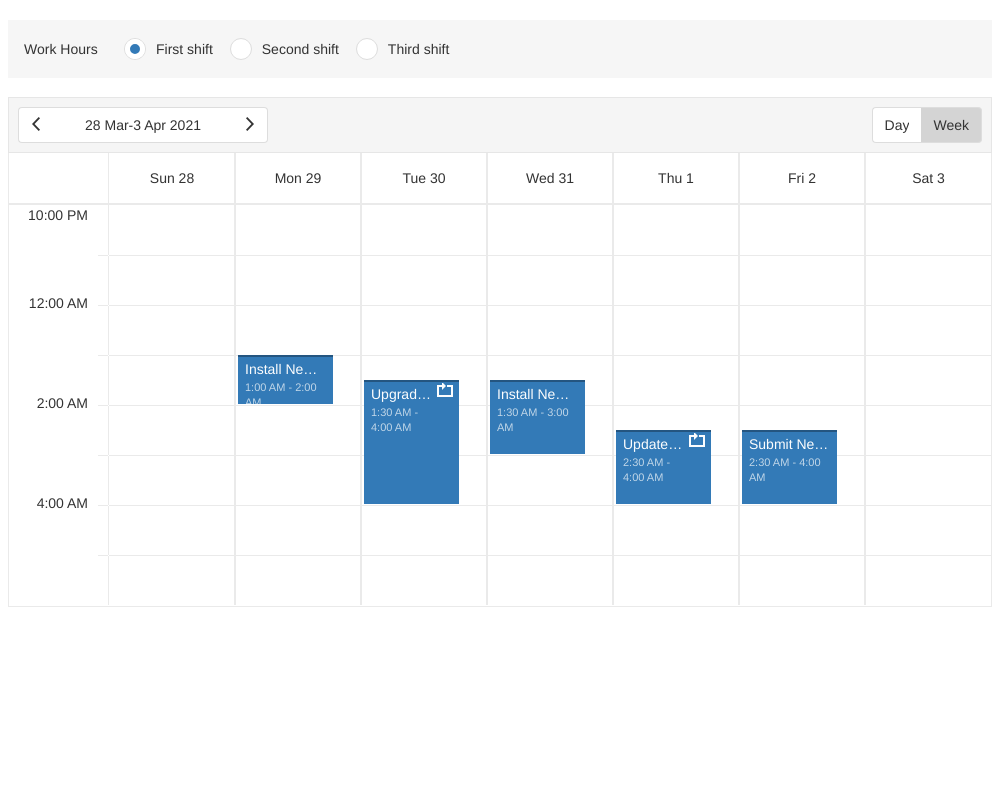 Work Hours First shift Second shift Third shift
28 Mar-3 Apr 2021 Day Week
Sun 28 Mon 29 Tue 30 Wed 31 Thu 1 Fri 2 Sat 3
10:00 PM
12:00 AM
2:00 AM
4:00 AM
Install Ne…
1:00 AM - 2:00
AM
Upgrad…
1:30 AM -
4:00 AM
Install Ne…
1:30 AM - 3:00
AM
Update…
2:30 AM -
4:00 AM
Submit Ne…
2:30 AM - 4:00
AM